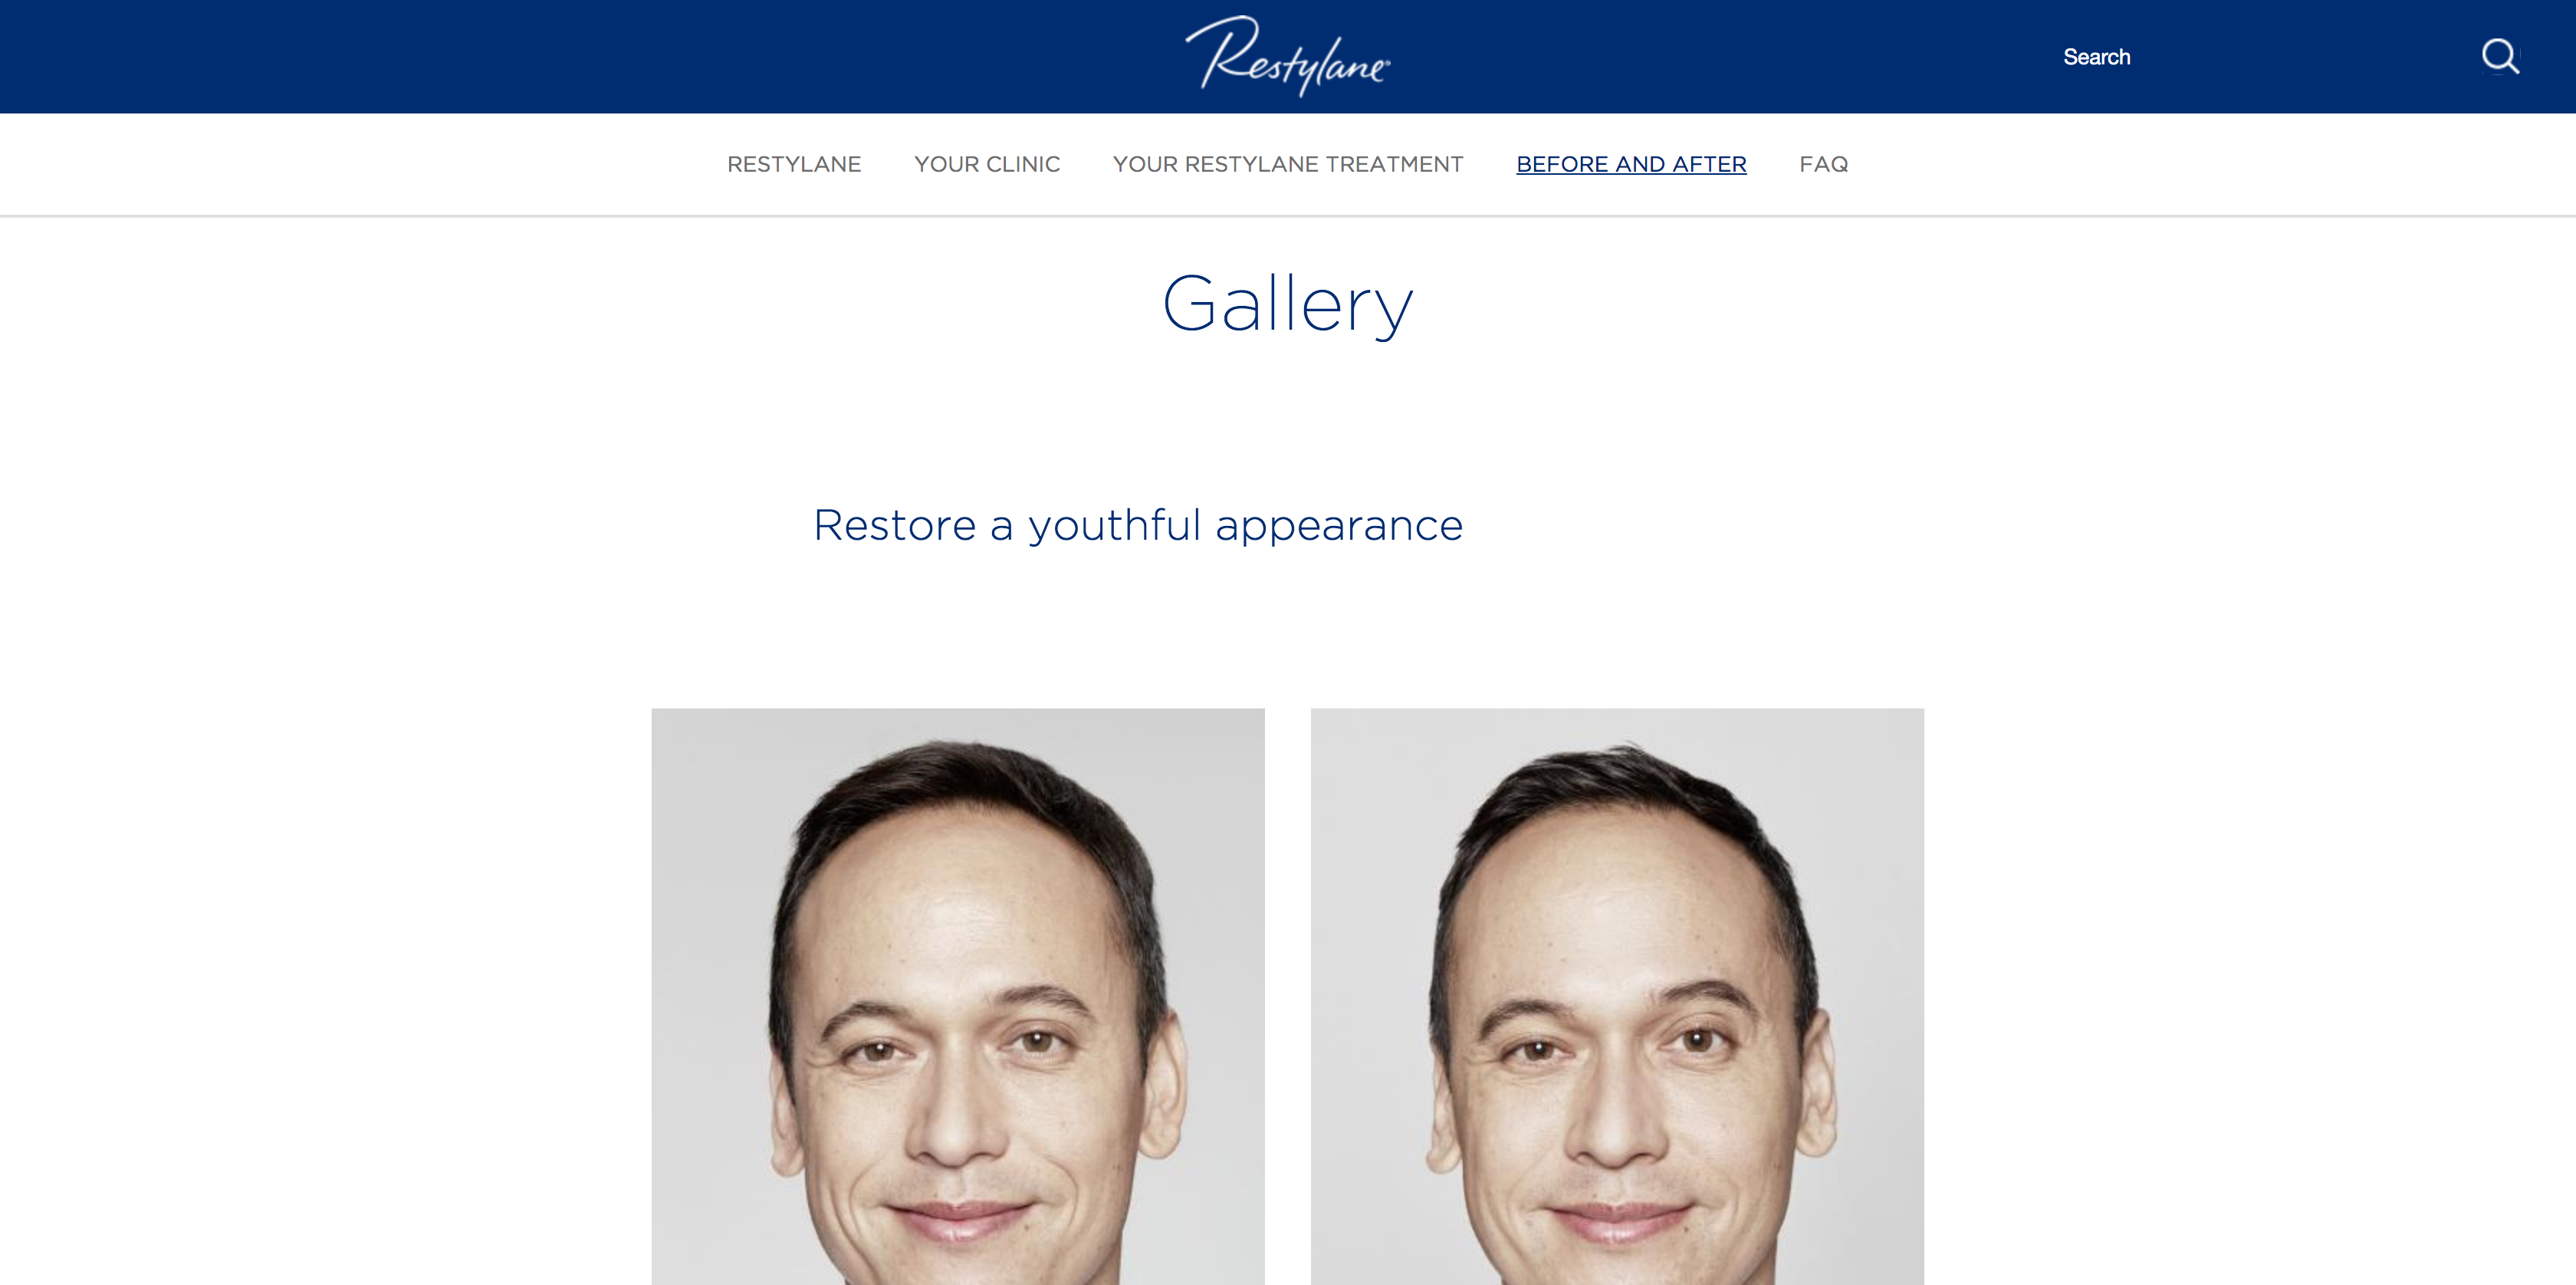 Restylane
Search
RESTYLANE YOUR CLINIC YOUR RESTYLANE TREATMENT BEFORE AND AFTER FAQ
Gallery
Restore a youthful appearance